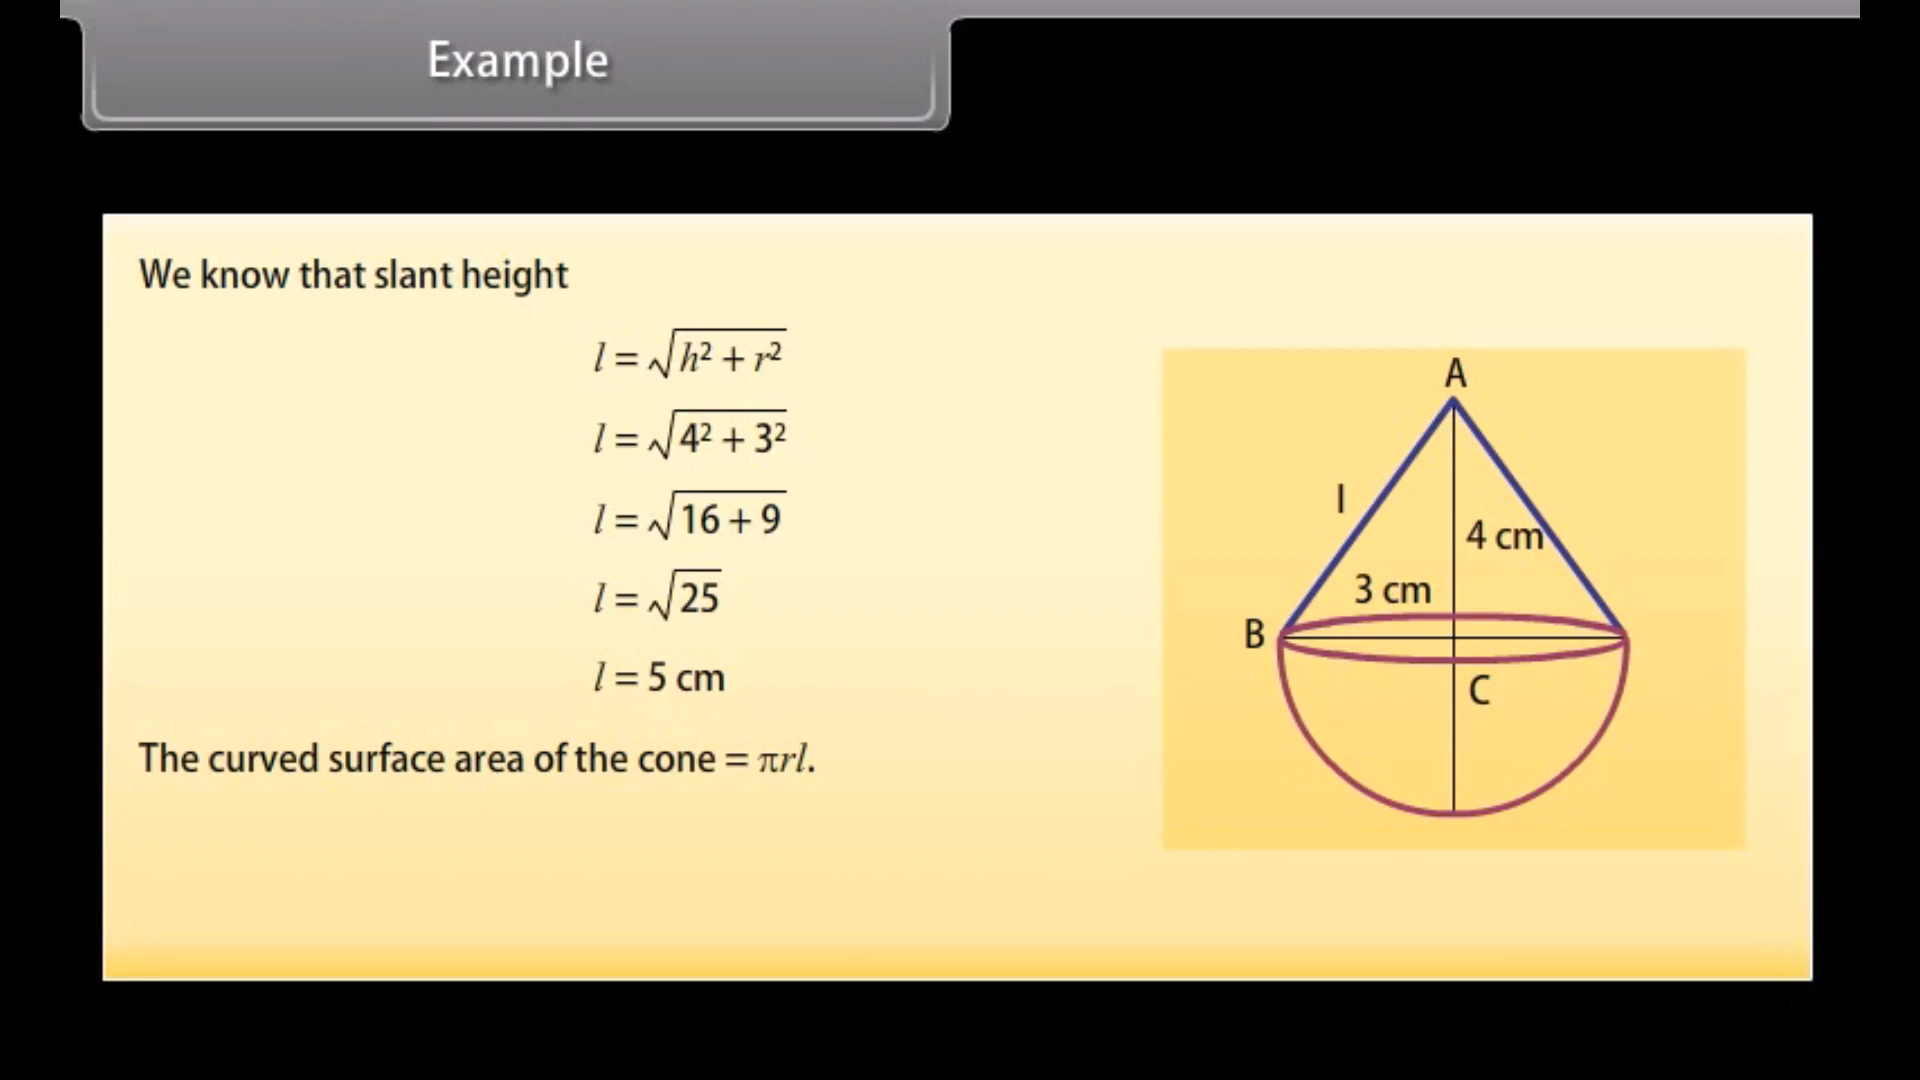 Example
We know that slant height
l = √(h² + r²)
l = √(4² + 3²)
l = √(16 + 9)
l = √25
l = 5 cm
The curved surface area of the cone = πrl.
A
l
4 cm
3 cm
B
C